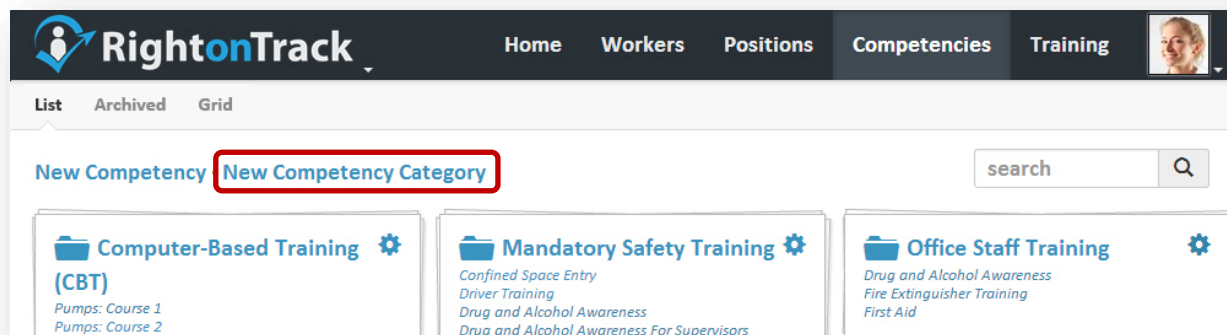 RightonTrack Home Workers Positions Competencies Training
List Archived Grid
New Competency New Competency Category search
Computer-Based Training (CBT)
Pumps: Course 1
Pumps: Course 2
Mandatory Safety Training
Confined Space Entry
Driver Training
Drug and Alcohol Awareness
Drug and Alcohol Awareness For Supervisors
Office Staff Training
Drug and Alcohol Awareness
Fire Extinguisher Training
First Aid